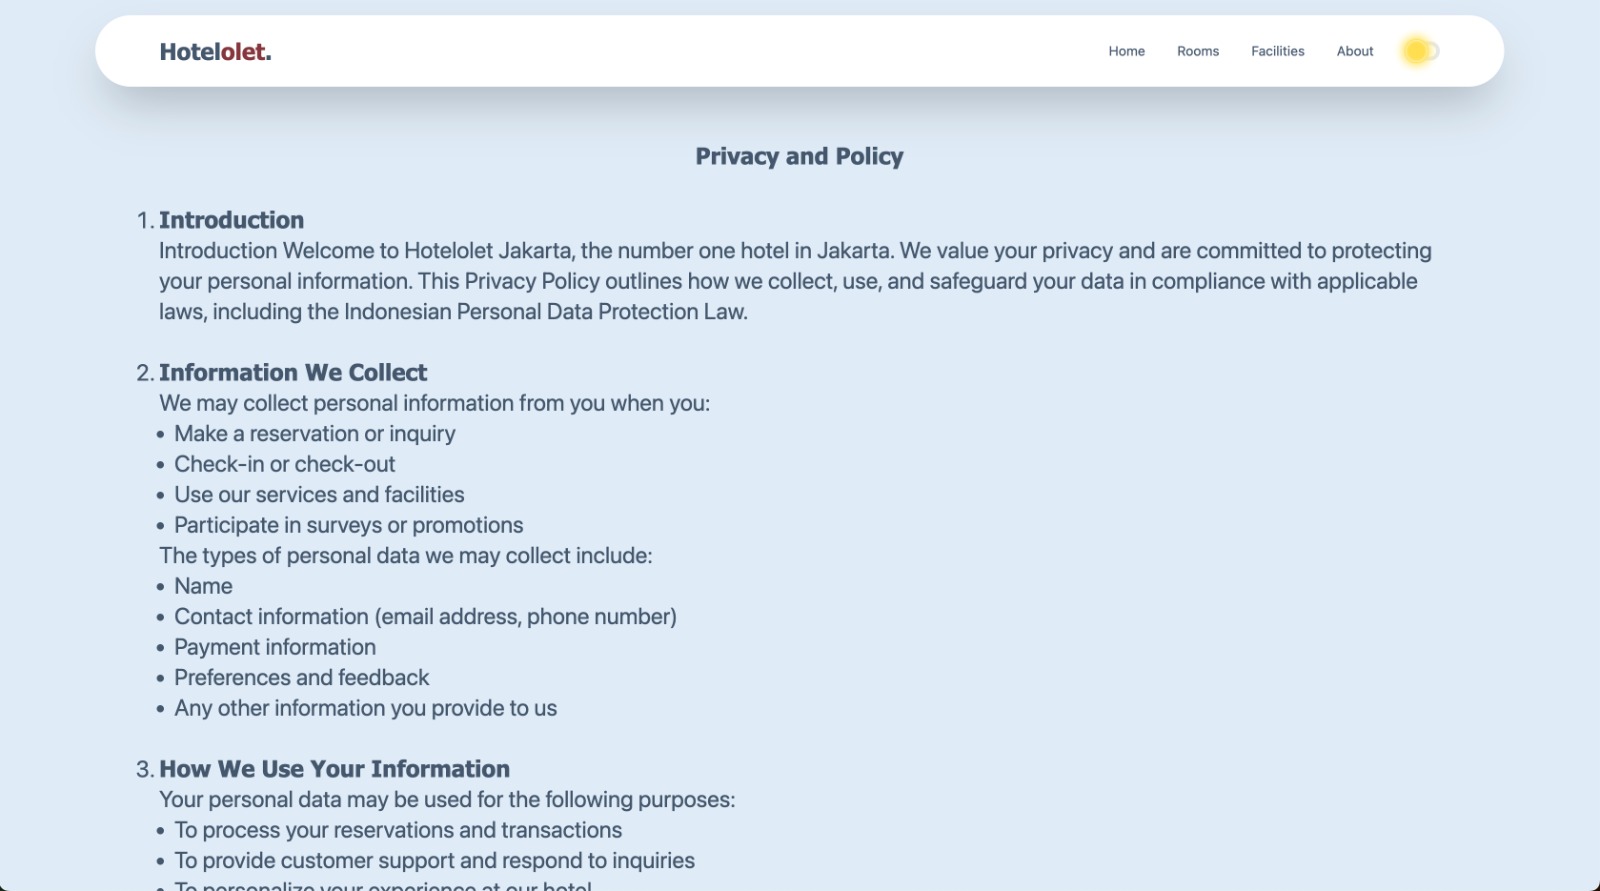 Hotelolet.
Home Rooms Facilities About
Privacy and Policy
1. Introduction
Introduction Welcome to Hotelolet Jakarta, the number one hotel in Jakarta. We value your privacy and are committed to protecting
your personal information. This Privacy Policy outlines how we collect, use, and safeguard your data in compliance with applicable
laws, including the Indonesian Personal Data Protection Law.
2. Information We Collect
We may collect personal information from you when you:
• Make a reservation or inquiry
• Check-in or check-out
• Use our services and facilities
• Participate in surveys or promotions
The types of personal data we may collect include:
• Name
• Contact information (email address, phone number)
• Payment information
• Preferences and feedback
• Any other information you provide to us
3. How We Use Your Information
Your personal data may be used for the following purposes:
• To process your reservations and transactions
• To provide customer support and respond to inquiries
• To personalize your experience at our hotel